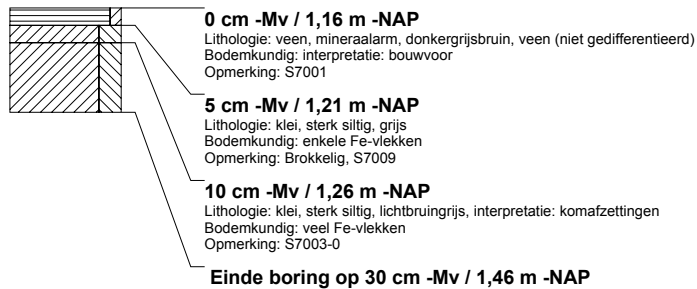 0 cm -Mv / 1,16 m -NAP
Lithologie: veen, mineraalarm, donkergrijsbruin, veen (niet gedifferentieerd)
Bodemkundig: interpretatie: bouwvoor
Opmerking: S7001
5 cm -Mv / 1,21 m -NAP
Lithologie: klei, sterk siltig, grijs
Bodemkundig: enkele Fe-vlekken
Opmerking: Brokkelig, S7009
10 cm -Mv / 1,26 m -NAP
Lithologie: klei, sterk siltig, lichtbruingrijs, interpretatie: komafzettingen
Bodemkundig: veel Fe-vlekken
Opmerking: S7003-0
Einde boring op 30 cm -Mv / 1,46 m -NAP